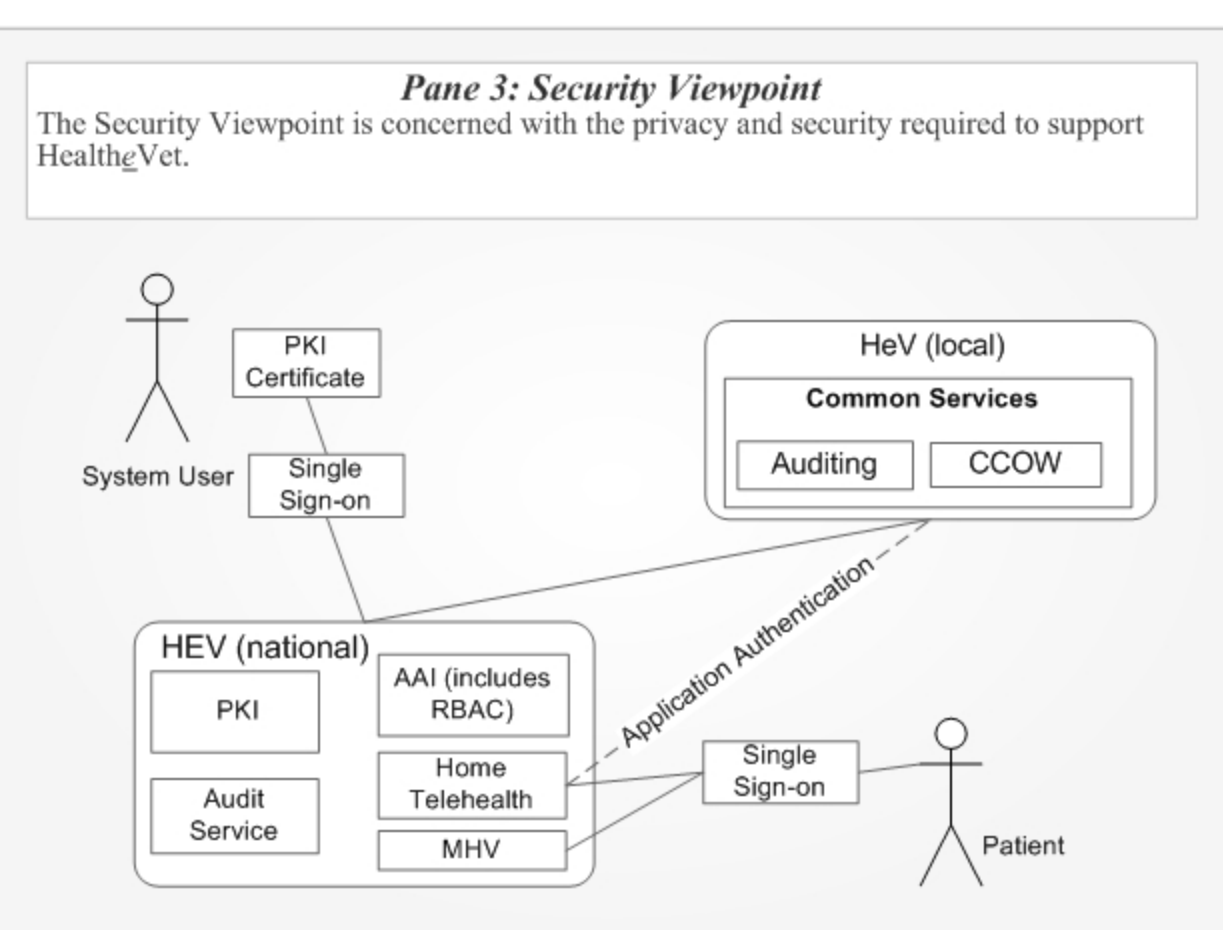 Pane 3: Security Viewpoint
The Security Viewpoint is concerned with the privacy and security required to support
HealtheVet.
PKI
Certificate
System User
Single
Sign-on
HeV (local)
Common Services
Auditing
CCOW
Application Authentication
HEV (national)
PKI
AAI (includes
RBAC)
Audit
Service
Home
Telehealth
MHV
Single
Sign-on
Patient